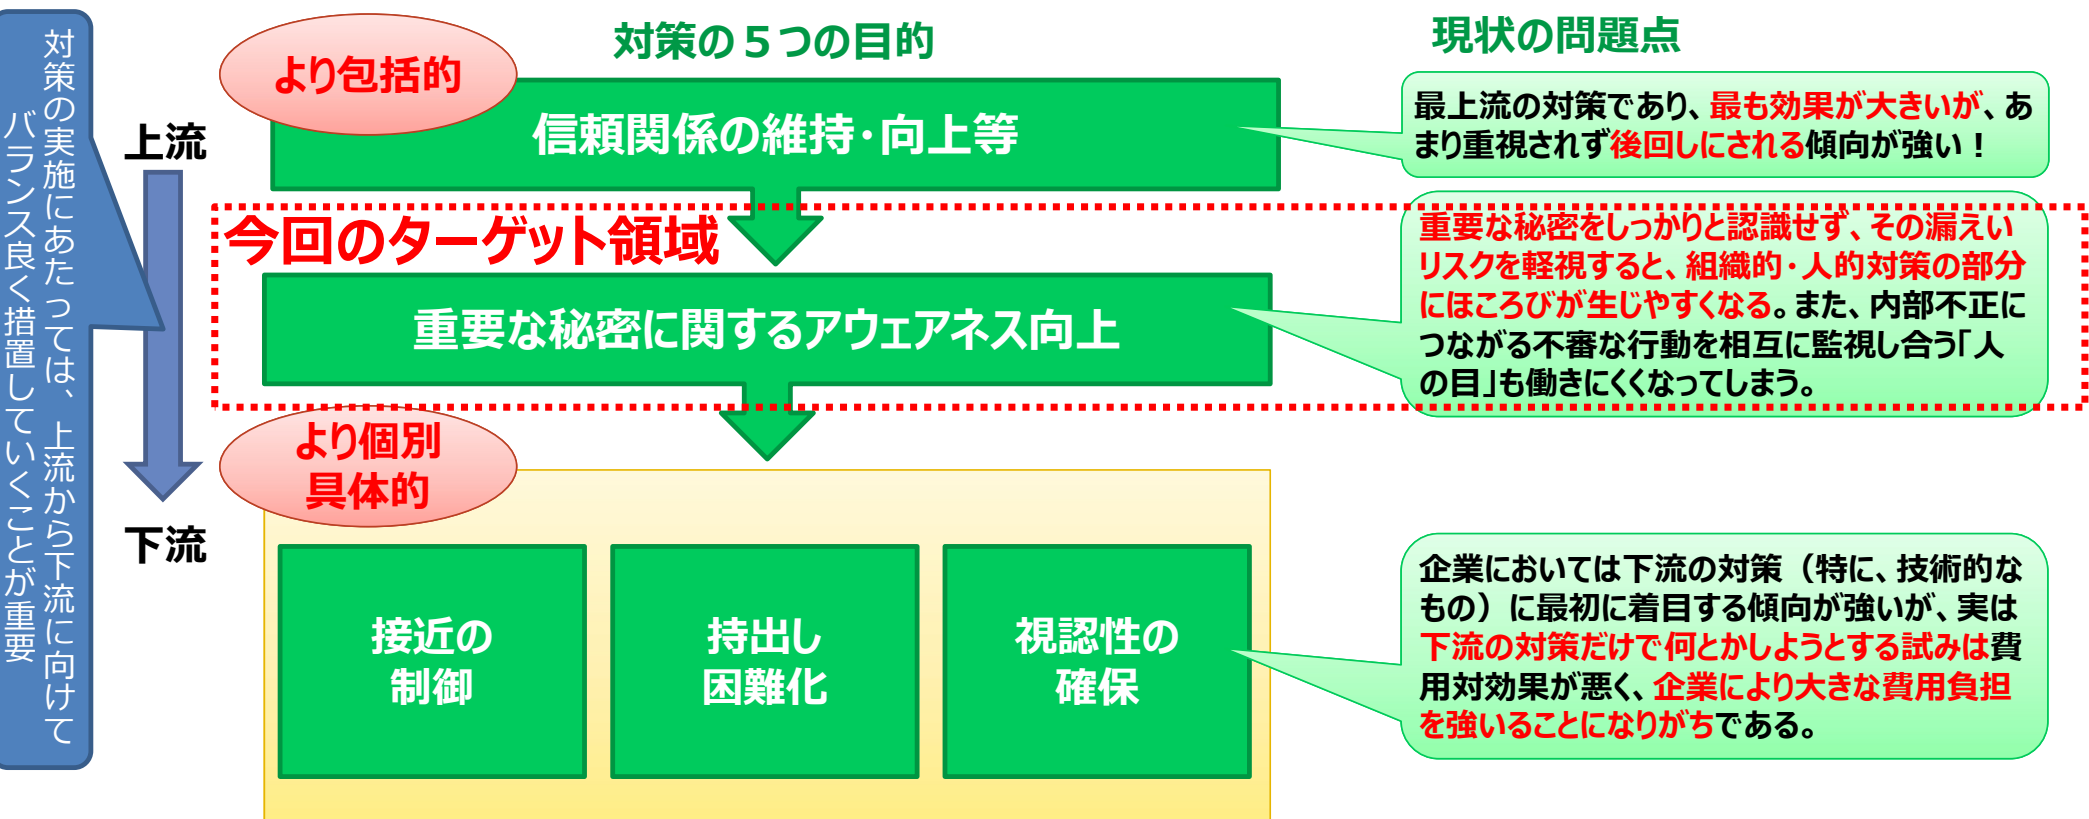 対策の実施にあたっては、上流から下流に向けて
バランス良く措置していくことが重要
上流
下流
対策の５つの目的
より包括的
信頼関係の維持・向上等
今回のターゲット領域
重要な秘密に関するアウェアネス向上
より個別
具体的
接近の
制御
持出し
困難化
視認性の
確保
現状の問題点
最上流の対策であり、最も効果が大きいが、あ
まり重視されず後回しにされる傾向が強い！
重要な秘密をしっかりと認識せず、その漏えい
リスクを軽視すると、組織的・人的対策の部分
にほころびが生じやすくなる。また、内部不正に
つながる不審な行動を相互に監視し合う「人
の目」も働きにくくなってしまう。
企業においては下流の対策（特に、技術的な
もの）に最初に着目する傾向が強いが、実は
下流の対策だけで何とかしようとする試みは費
用対効果が悪く、企業により大きな費用負担
を強いることになりがちである。